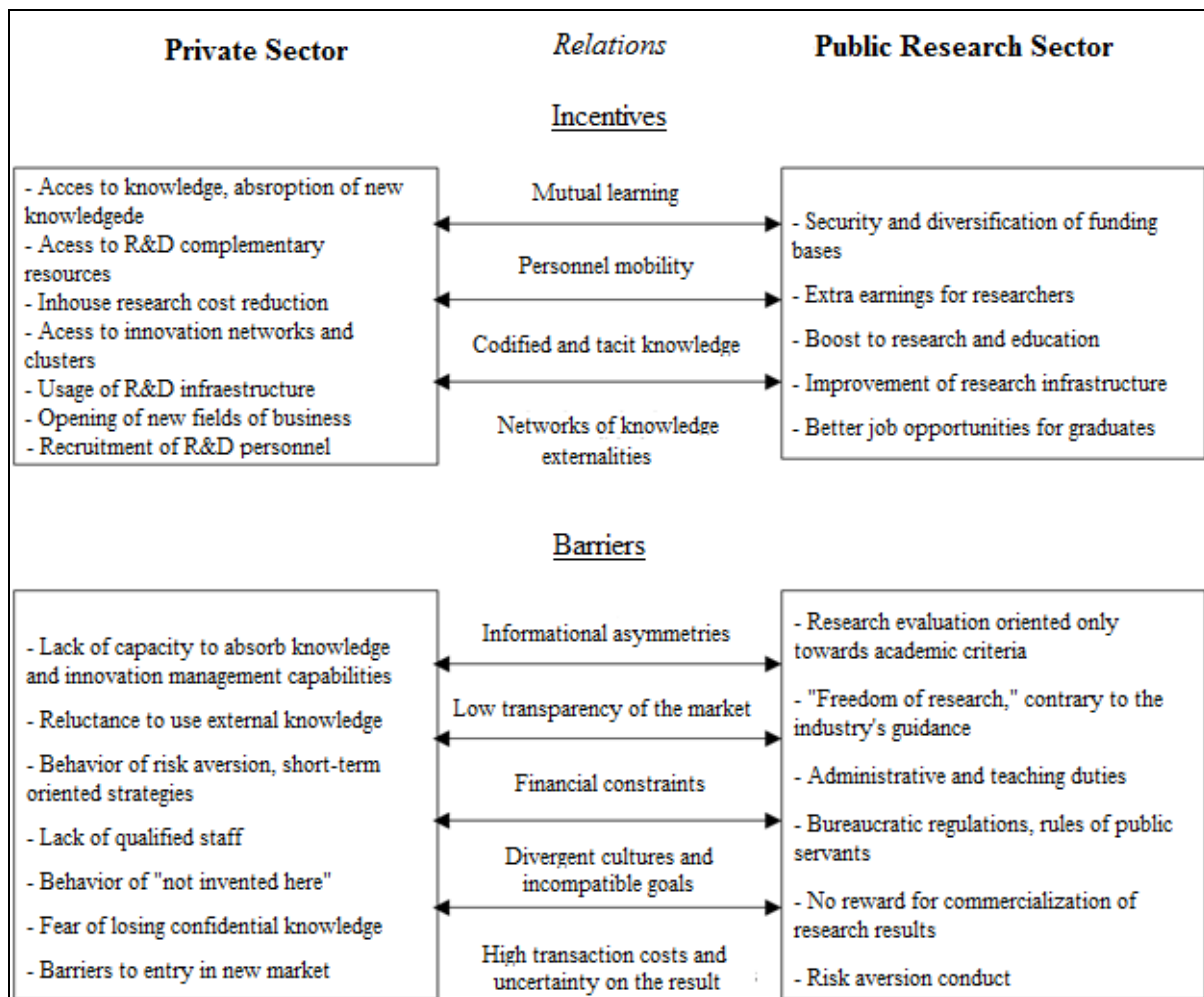 Private Sector
Relations
Public Research Sector
Incentives
- Acces to knowledge, absroption of new
knowledgede
- Acess to R&D complementary
resources
- Inhouse research cost reduction
- Acess to innovation networks and
clusters
- Usage of R&D infraestructure
- Opening of new fields of business
- Recruitment of R&D personnel
Mutual learning
Personnel mobility
Codified and tacit knowledge
Networks of knowledge
externalities
- Security and diversification of funding
bases
- Extra earnings for researchers
- Boost to research and education
- Improvement of research infrastructure
- Better job opportunities for graduates
Barriers
- Lack of capacity to absorb knowledge
and innovation management capabilities
- Reluctance to use external knowledge
- Behavior of risk aversion, short-term
oriented strategies
- Lack of qualified staff
- Behavior of "not invented here"
- Fear of losing confidential knowledge
- Barriers to entry in new market
Informational asymmetries
Low transparency of the market
Financial constraints
Divergent cultures and
incompatible goals
High transaction costs and
uncertainty on the result
- Research evaluation oriented only
towards academic criteria
- "Freedom of research," contrary to the
industry's guidance
- Administrative and teaching duties
- Bureaucratic regulations, rules of public
servants
- No reward for commercialization of
research results
- Risk aversion conduct